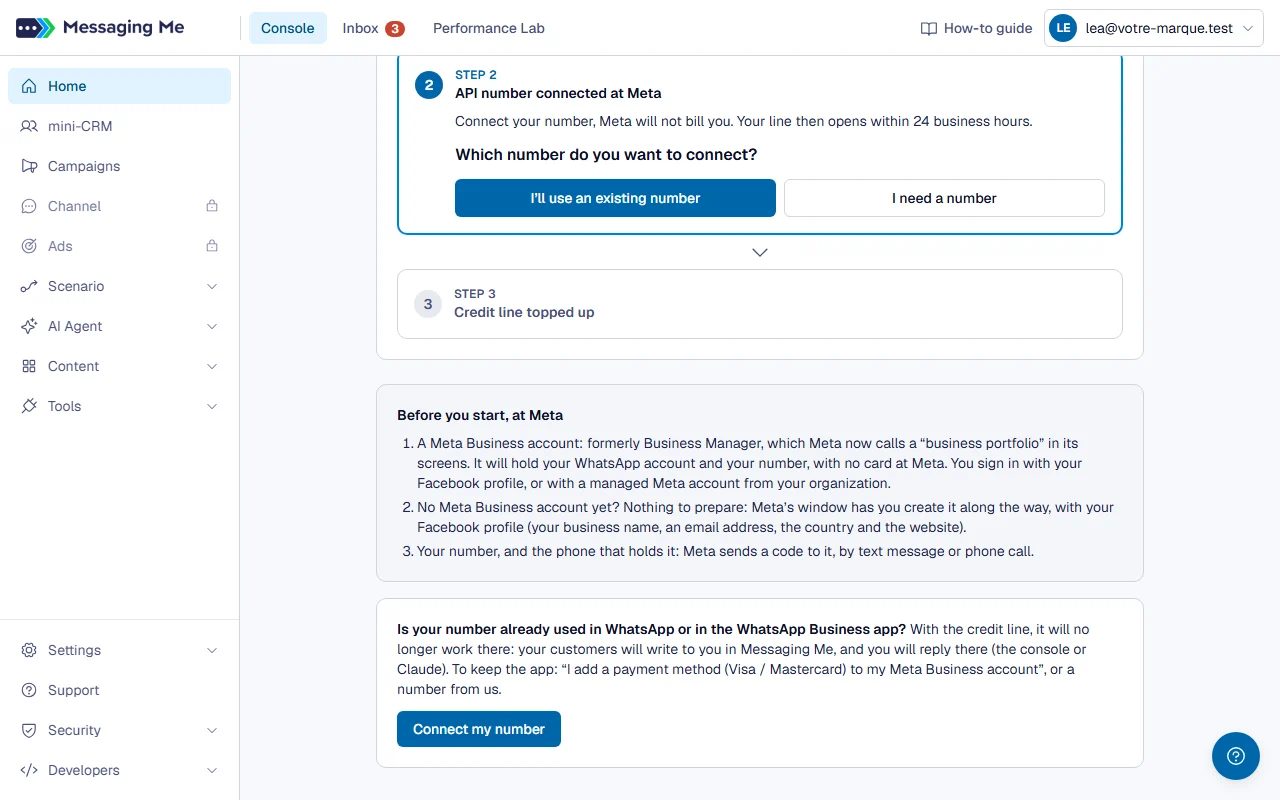 Messaging Me
Console
Inbox 3
Performance Lab
How-to guide
LE lea@votre-marque.test
Home
mini-CRM
Campaigns
Channel
Ads
Scenario
AI Agent
Content
Tools
Settings
Support
Security
Developers
2
STEP 2
API number connected at Meta
Connect your number, Meta will not bill you. Your line then opens within 24 business hours.
Which number do you want to connect?
I’ll use an existing number
I need a number
3
STEP 3
Credit line topped up
Before you start, at Meta
1. A Meta Business account: formerly Business Manager, which Meta now calls a “business portfolio” in its
screens. It will hold your WhatsApp account and your number, with no card at Meta. You sign in with your
Facebook profile, or with a managed Meta account from your organization.
2. No Meta Business account yet? Nothing to prepare: Meta’s window has you create it along the way, with your
Facebook profile (your business name, an email address, the country and the website).
3. Your number, and the phone that holds it: Meta sends a code to it, by text message or phone call.
Is your number already used in WhatsApp or in the WhatsApp Business app? With the credit line, it will no
longer work there: your customers will write to you in Messaging Me, and you will reply there (the console or
Claude). To keep the app: “I add a payment method (Visa / Mastercard) to my Meta Business account”, or a
number from us.
Connect my number